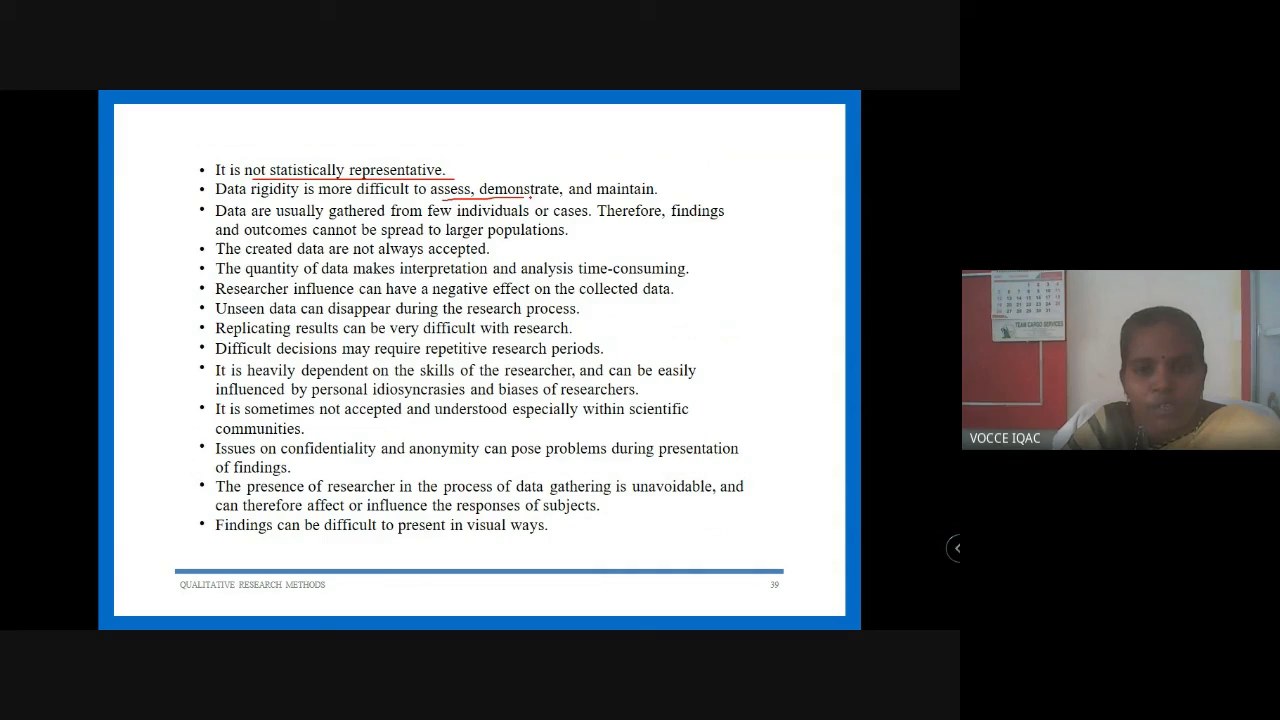 • It is not statistically representative.
• Data rigidity is more difficult to assess, demonstrate, and maintain.
• Data are usually gathered from few individuals or cases. Therefore, findings
and outcomes cannot be spread to larger populations.
• The created data are not always accepted.
• The quantity of data makes interpretation and analysis time-consuming.
• Researcher influence can have a negative effect on the collected data.
• Unseen data can disappear during the research process.
• Replicating results can be very difficult with research.
• Difficult decisions may require repetitive research periods.
• It is heavily dependent on the skills of the researcher, and can be easily
influenced by personal idiosyncrasies and biases of researchers.
• It is sometimes not accepted and understood especially within scientific
communities.
• Issues on confidentiality and anonymity can pose problems during presentation
of findings.
• The presence of researcher in the process of data gathering is unavoidable, and
can therefore affect or influence the responses of subjects.
• Findings can be difficult to present in visual ways.
QUALITATIVE RESEARCH METHODS 39
TEAM CARGO SERVICES
VOCCE IQAC